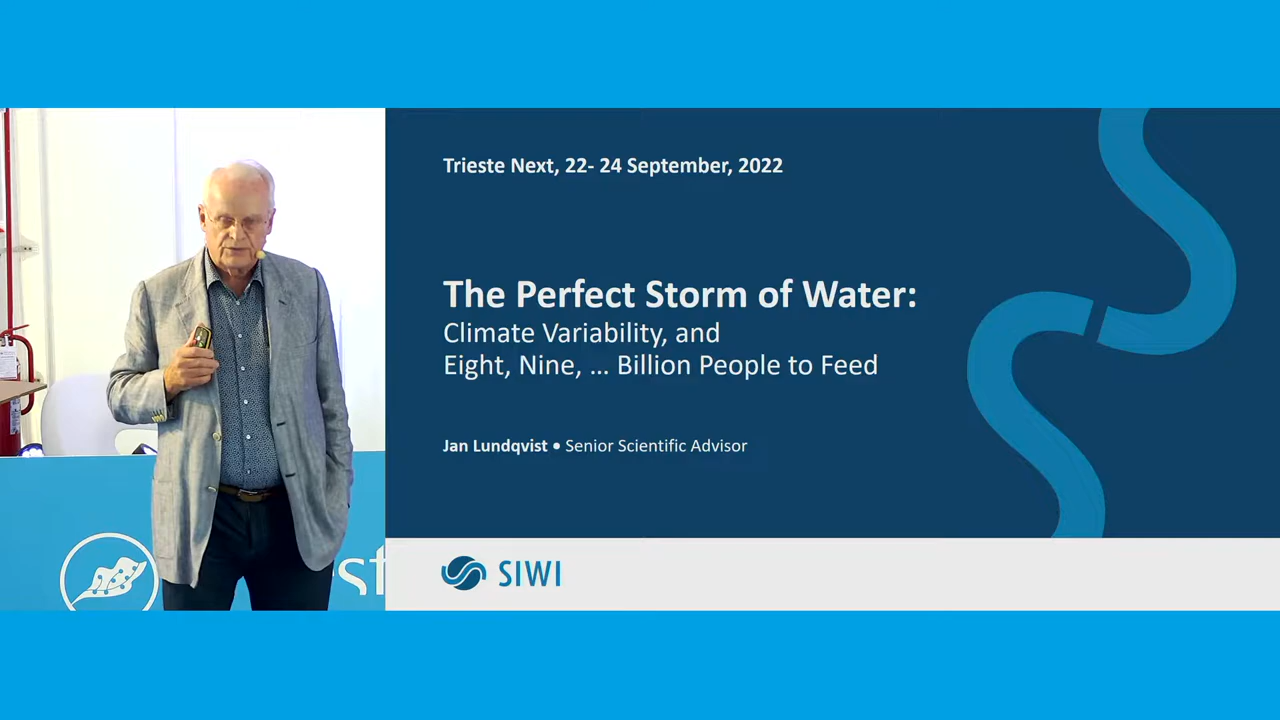 Trieste Next, 22- 24 September, 2022
The Perfect Storm of Water:
Climate Variability, and
Eight, Nine, ... Billion People to Feed
Jan Lundqvist • Senior Scientific Advisor
SIWI